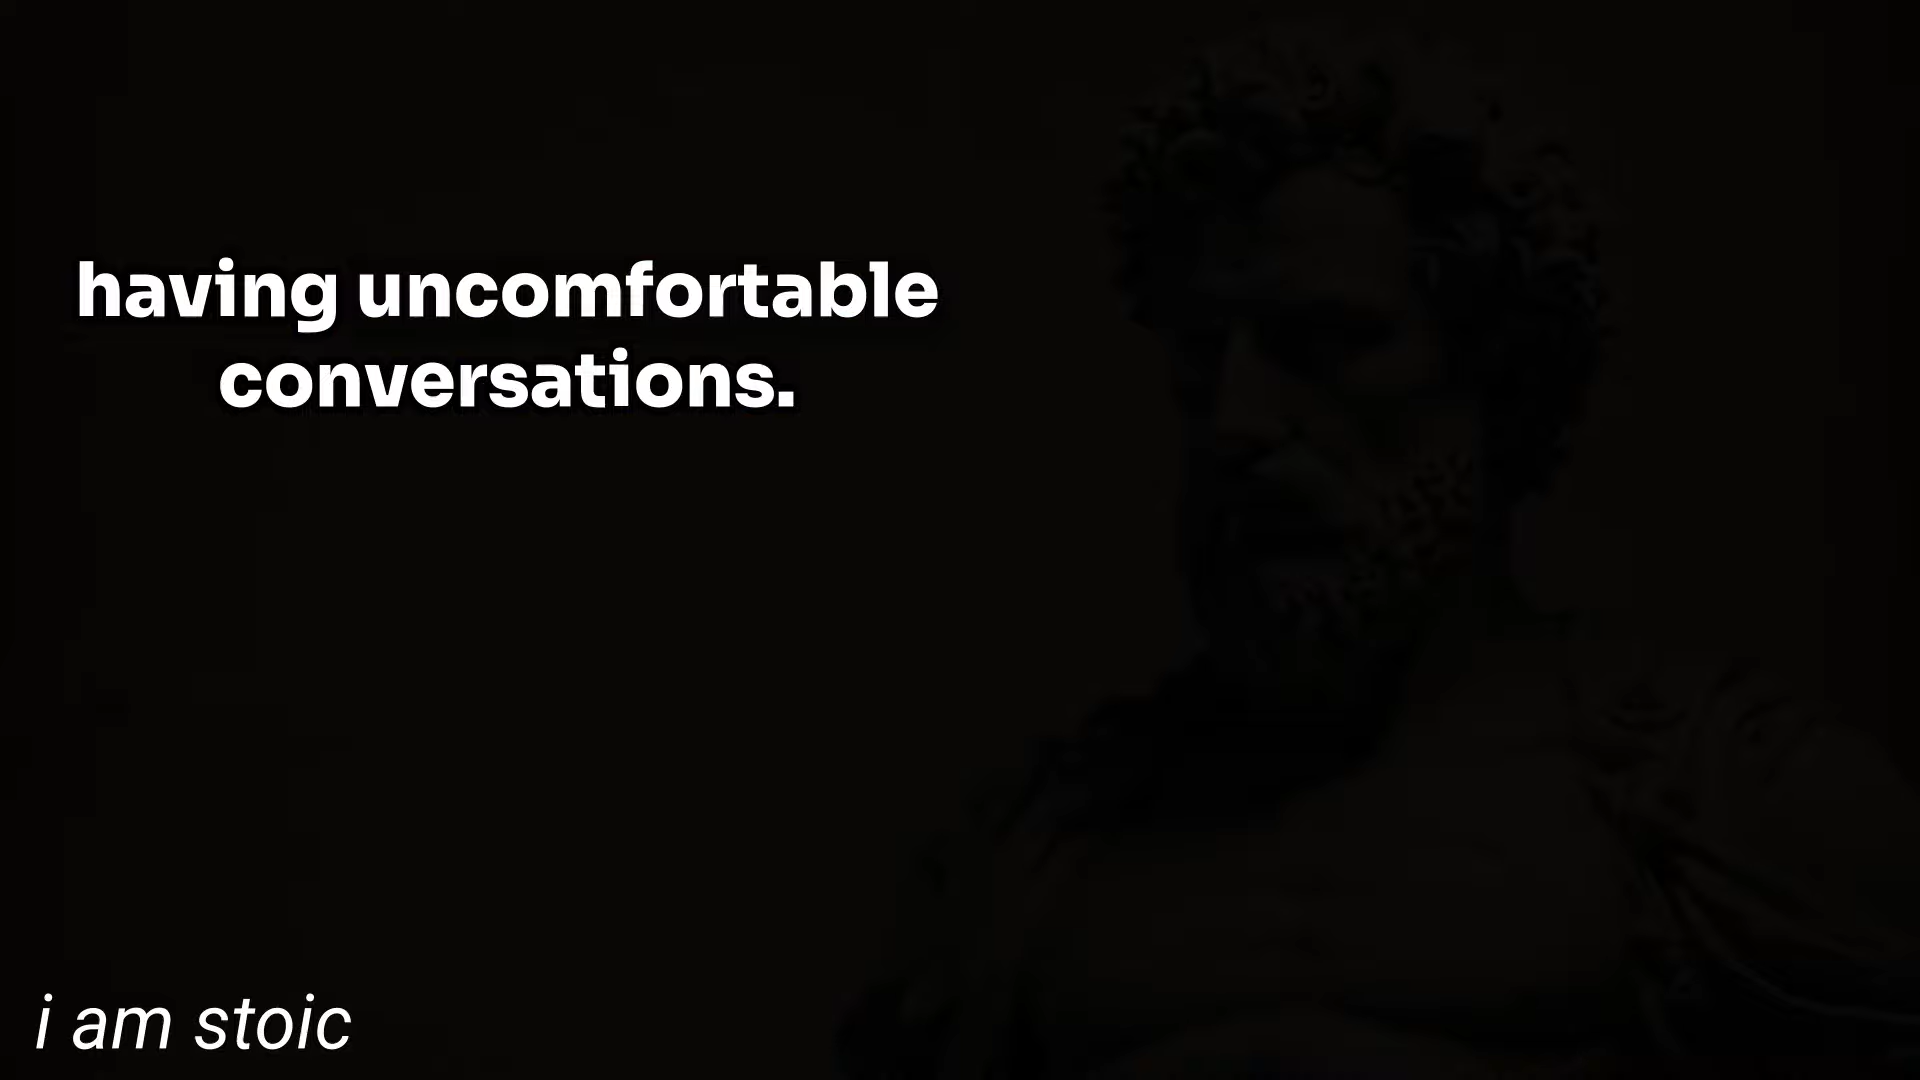 having uncomfortable
conversations.
i am stoic